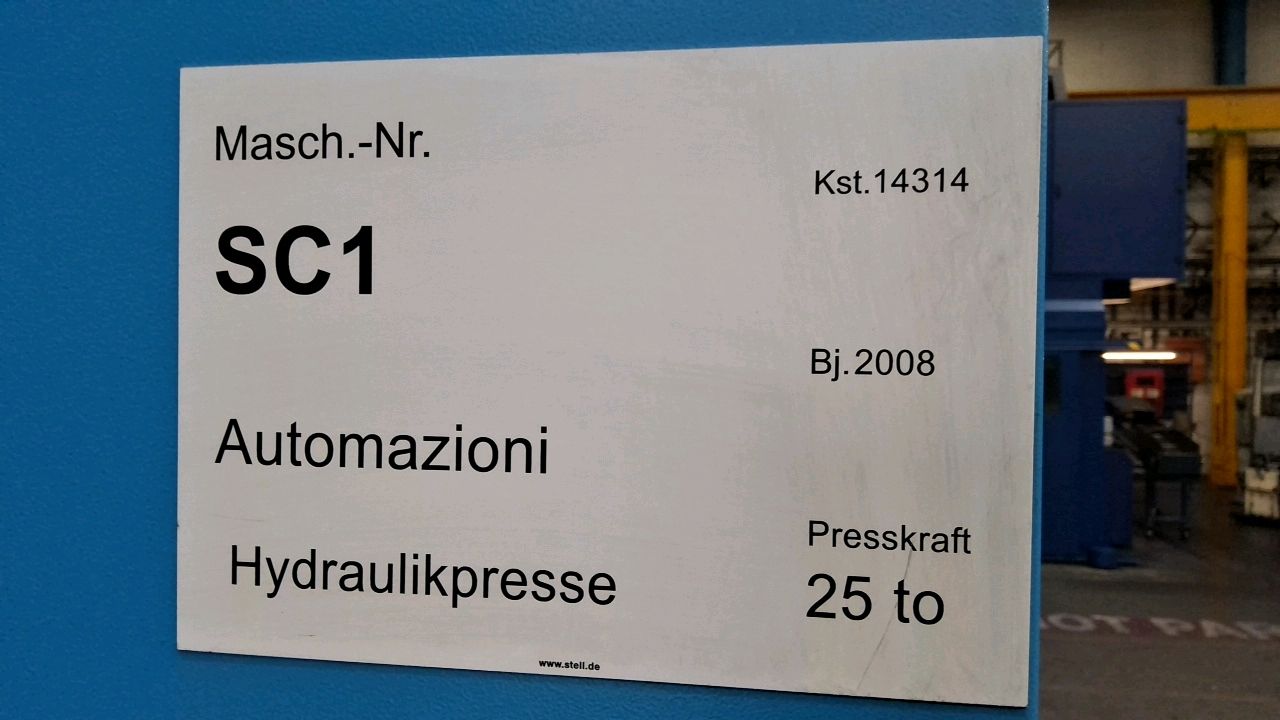 Masch.-Nr.
Kst.14314
SC1
Bj.2008
Automazioni
Presskraft
Hydraulikpresse
25 to
www.stell.de